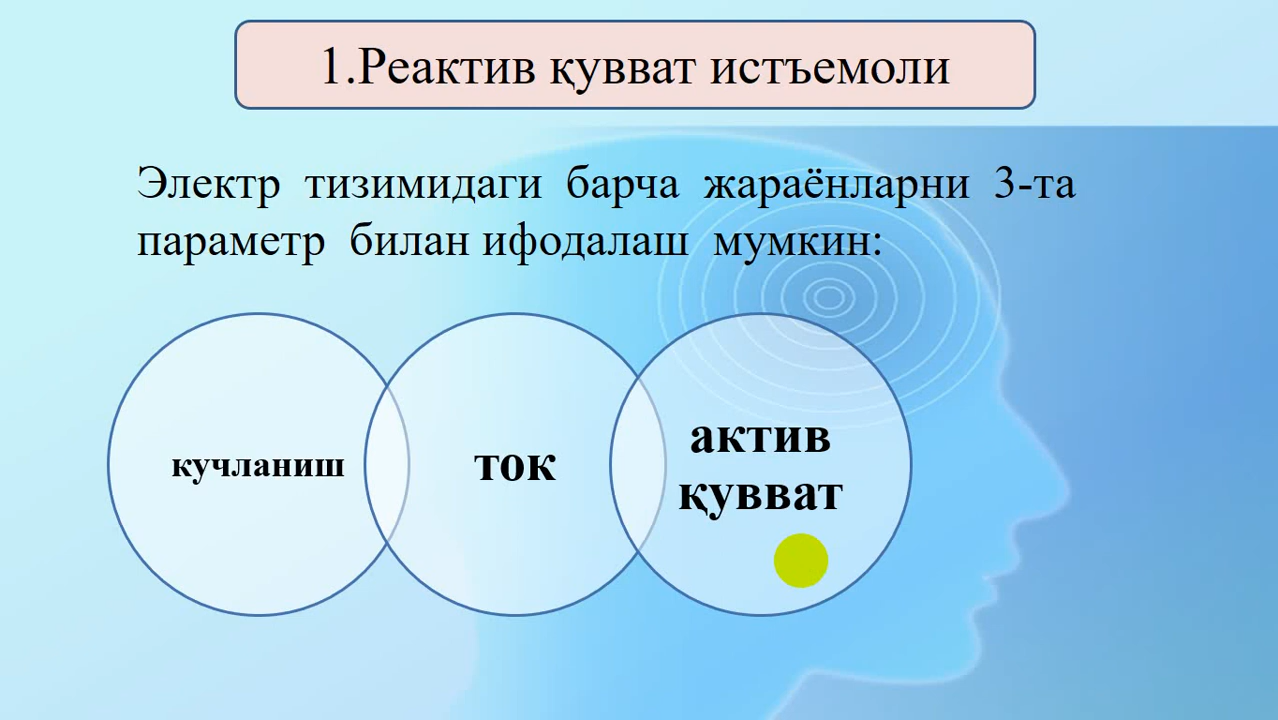 1.Реактив қувват истъемоли
Электр тизимидаги барча жараёнларни 3-та
параметр билан ифодалаш мумкин:
кучланиш
ток
актив
қувват